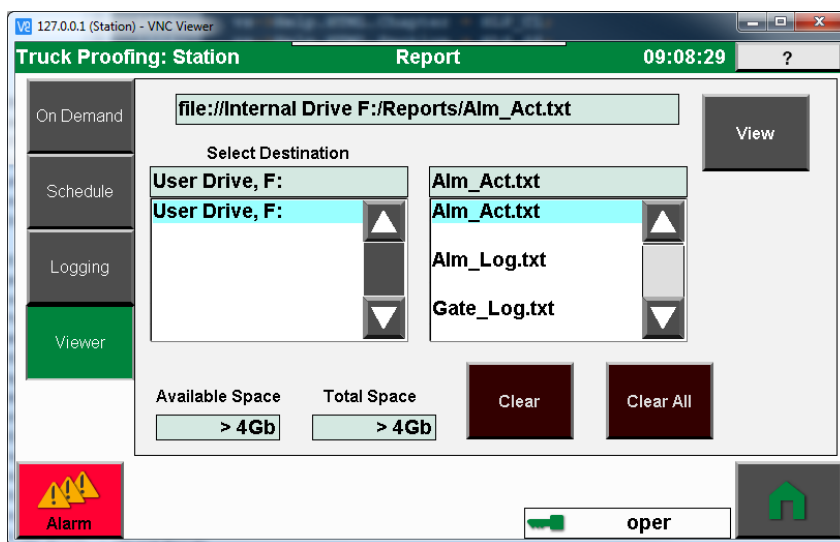 127.0.0.1 (Station) - VNC Viewer
Truck Proofing: Station Report 09:08:29 ?
On Demand
Schedule
Logging
Viewer
file://Internal Drive F:/Reports/Alm_Act.txt
View
Select Destination
User Drive, F: Alm_Act.txt
User Drive, F: Alm_Act.txt
Alm_Log.txt
Gate_Log.txt
Available Space Total Space
> 4Gb > 4Gb
Clear Clear All
Alarm
oper